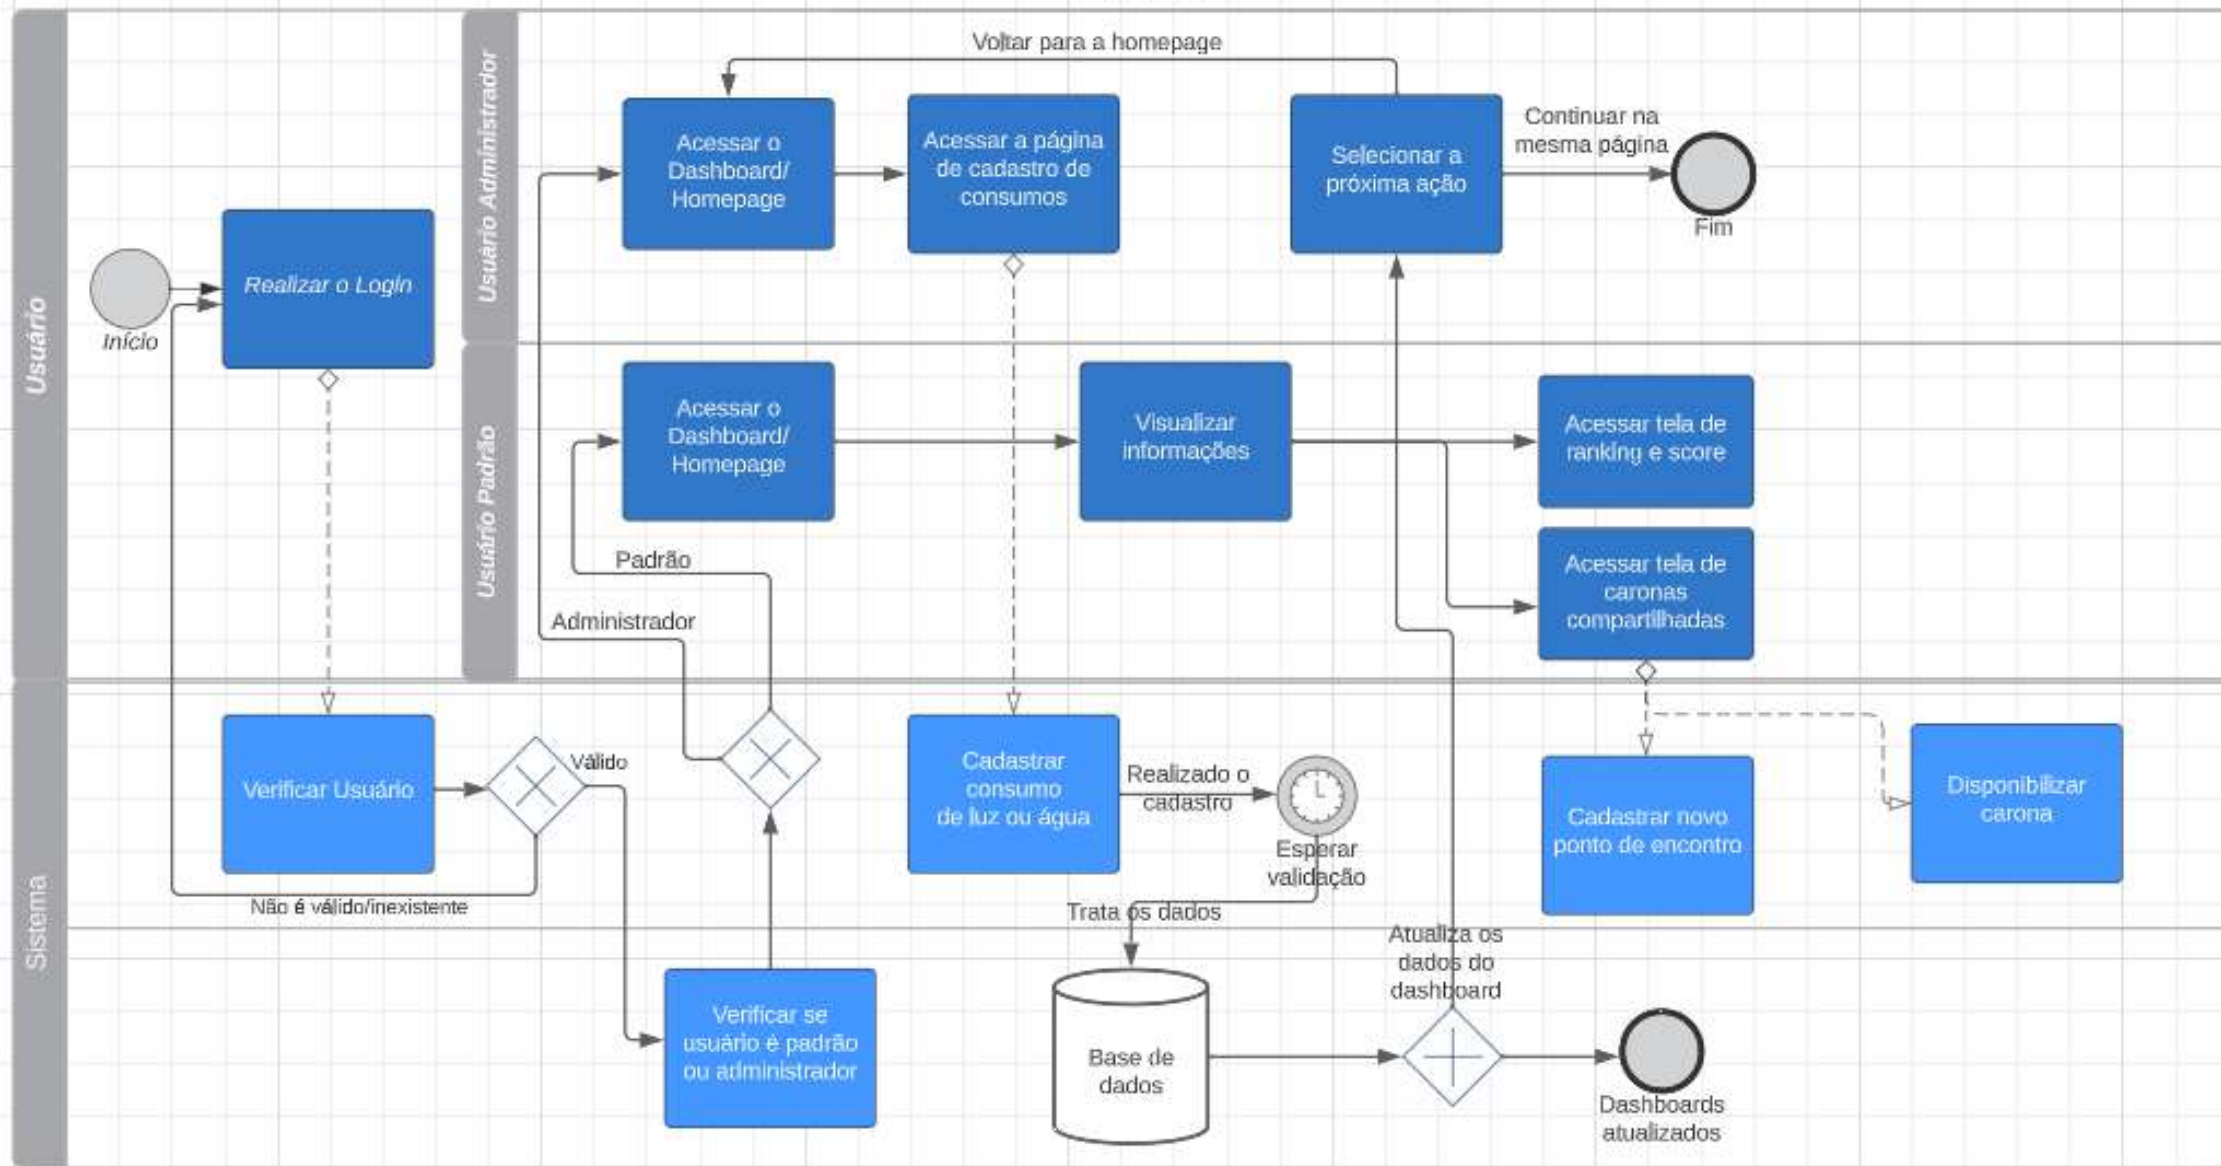 Usuário
Usuário Administrador
Usuário Padrão
Sistema
Voltar para a homepage
Acessar o
Dashboard/
Homepage
Acessar a página
de cadastro de
consumos
Selecionar a
próxima ação
Continuar na
mesma página
Fim
Realizar o Login
Início
Acessar o
Dashboard/
Homepage
Visualizar
informações
Acessar tela de
ranking e score
Acessar tela de
caronas
compartilhadas
Padrão
Administrador
Verificar Usuário
Válido
Não é válido/inexistente
Cadastrar
consumo
de luz ou água
Realizado o
cadastro
Esperar
validação
Trata os dados
Cadastrar novo
ponto de encontro
Disponibilizar
carona
Verificar se
usuário é padrão
ou administrador
Base de
dados
Atualiza os
dados do
dashboard
Dashboards
atualizados